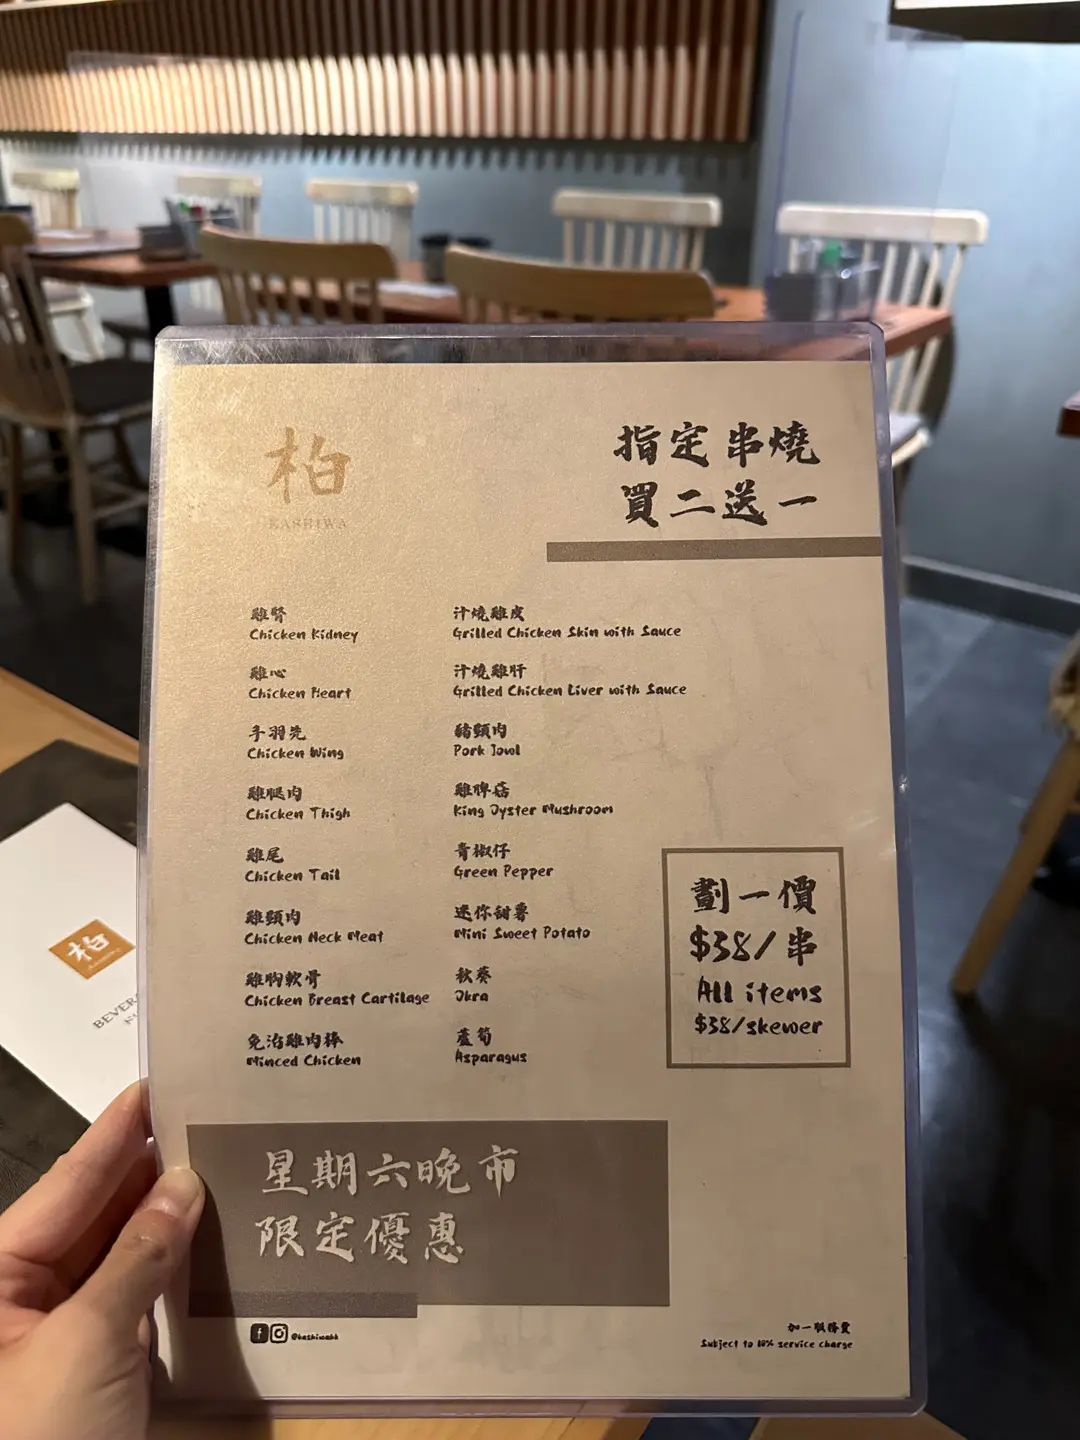 柏
KASHIWA
指定串燒
買二送一
雞腎
Chicken Kidney
雞心
Chicken Heart
手羽先
Chicken Wing
雞腿肉
Chicken Thigh
雞尾
Chicken Tail
雞頸肉
Chicken Neck Meat
雞胸軟骨
Chicken Breast Cartilage
免治雞肉棒
Minced Chicken
汁燒雞皮
Grilled Chicken Skin with Sauce
汁燒雞肝
Grilled Chicken Liver with Sauce
豬頸肉
Pork Jowl
雞脾菇
King Oyster Mushroom
青椒仔
Green Pepper
迷你甜薯
Mini Sweet Potato
秋葵
Okra
蘆筍
Asparagus
劃一價
$38/串
All items
$38/skewer
星期六晚市
限定優惠
@kashiwahk
加一服務費
Subject to 10% service charge
柏